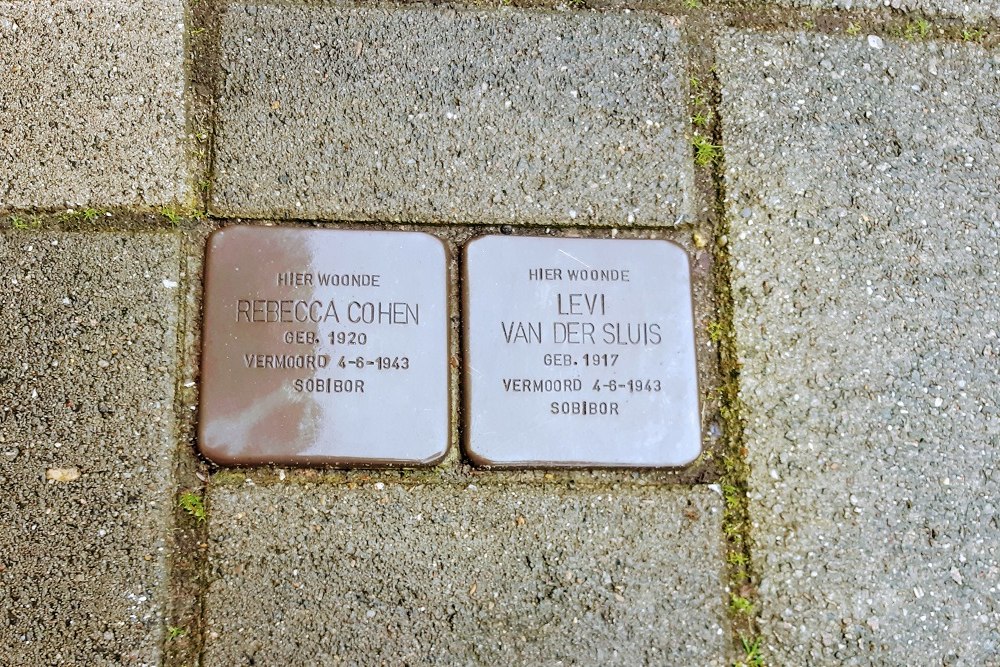 HIER WOONDE
REBECCA COHEN
GEB. 1920
VERMOORD 4-6-1943
SOBIBOR
HIER WOONDE
LEVI
VAN DER SLUIS
GEB. 1917
VERMOORD 4-6-1943
SOBIBOR